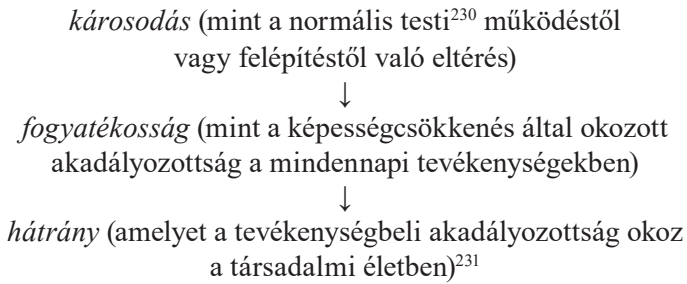 károsodás (mint a normális testi²³⁰ működéstől
vagy felépítéstől való eltérés)
↓
fogyatékosság (mint a képességcsökkenés által okozott
akadályozottság a mindennapi tevékenységekben)
↓
hátrány (amelyet a tevékenységbeli akadályozottság okoz
a társadalmi életben)²³¹